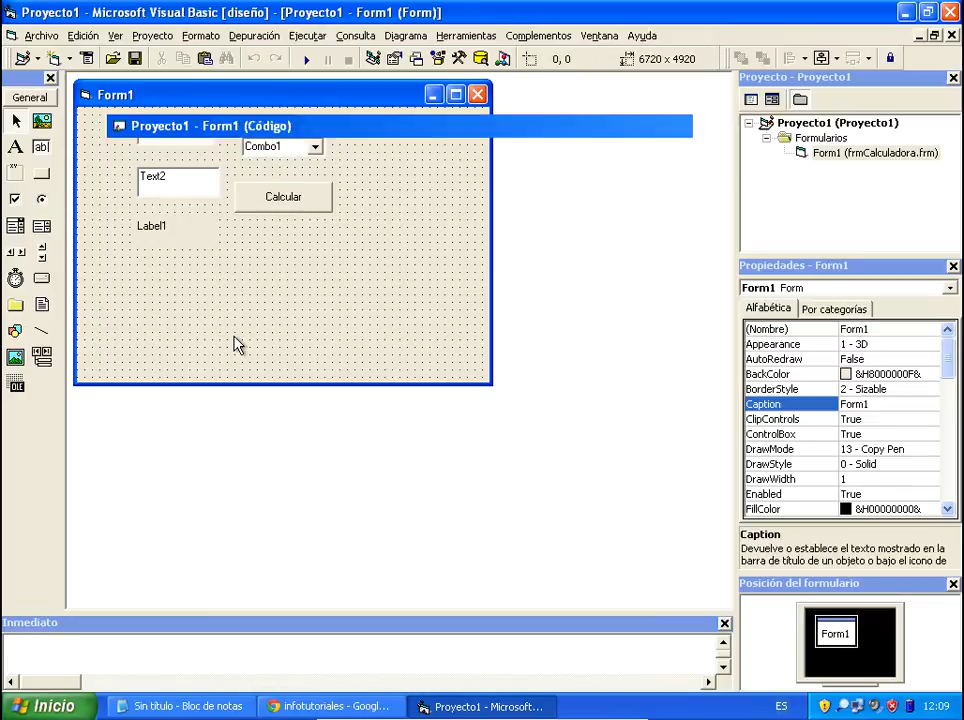 Proyecto1 - Microsoft Visual Basic [diseño] - [Proyecto1 - Form1 (Form)]
Archivo Edición Ver Proyecto Formato Depuración Ejecutar Consulta Diagrama Herramientas Complementos Ventana Ayuda
0, 0 6720 x 4920
General
A
abl
xy
OLE
Form1
Proyecto1 - Form1 (Código)
Combo1
Text2
Calcular
Label1
Proyecto - Proyecto1
Proyecto1 (Proyecto1)
Formularios
Form1 (frmCalculadora.frm)
Propiedades - Form1
Form1 Form
Alfabética Por categorías
(Nombre) Form1
Appearance 1 - 3D
AutoRedraw False
BackColor &H8000000F&
BorderStyle 2 - Sizable
Caption Form1
ClipControls True
ControlBox True
DrawMode 13 - Copy Pen
DrawStyle 0 - Solid
DrawWidth 1
Enabled True
FillColor &H00000000&
Caption
Devuelve o establece el texto mostrado en la
barra de título de un objeto o bajo el icono de
Posición del formulario
Form1
Inmediato
Inicio Sin título - Bloc de notas infotutoriales - Googl... Proyecto1 - Microsoft... ES 12:09